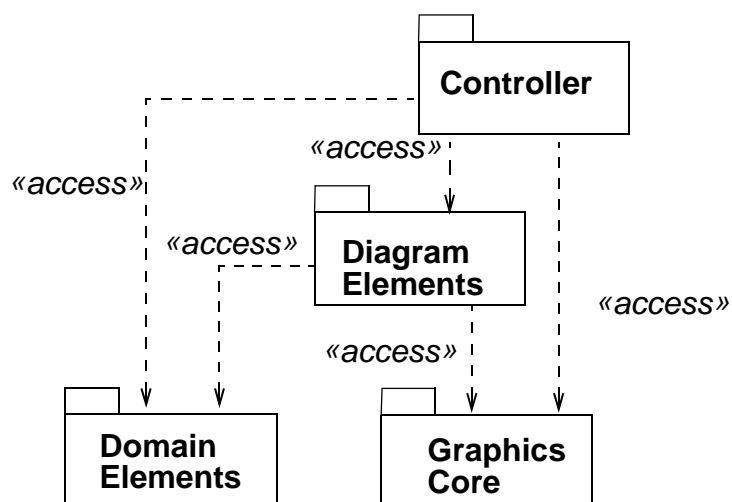 Controller
«access»
«access»
«access»
Diagram
Elements
«access»
«access»
Domain
Elements
Graphics
Core